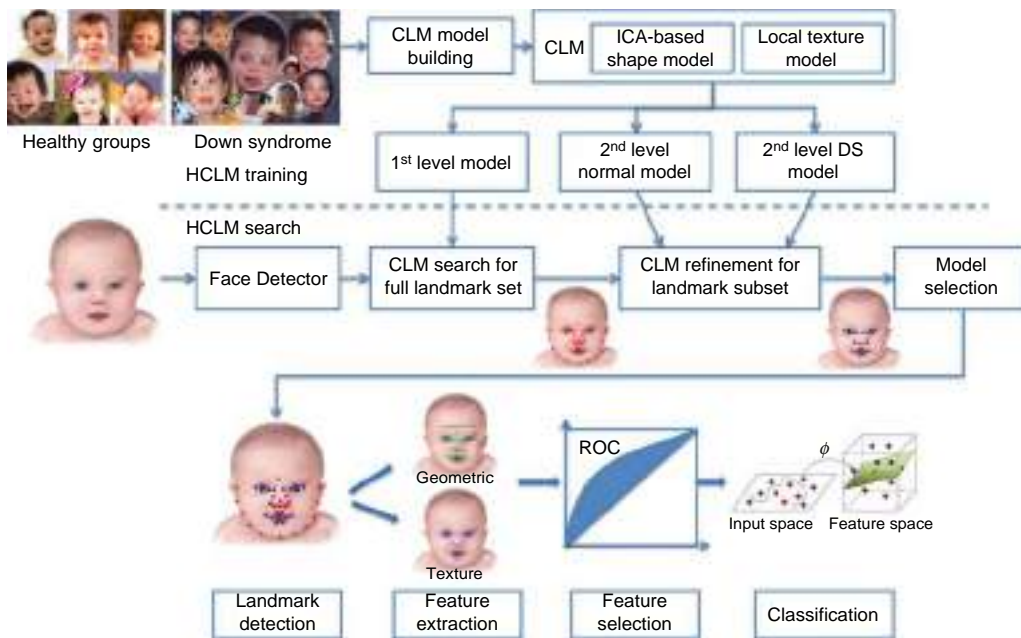 CLM model
building
CLM
ICA-based
shape model
Local texture
model
Healthy groups
Down syndrome
HCLM training
1st level model
2nd level
normal model
2nd level DS
model
HCLM search
Face Detector
CLM search for
full landmark set
CLM refinement for
landmark subset
Model
selection
Geometric
Texture
ROC
ϕ
Input space
Feature space
Landmark
detection
Feature
extraction
Feature
selection
Classification